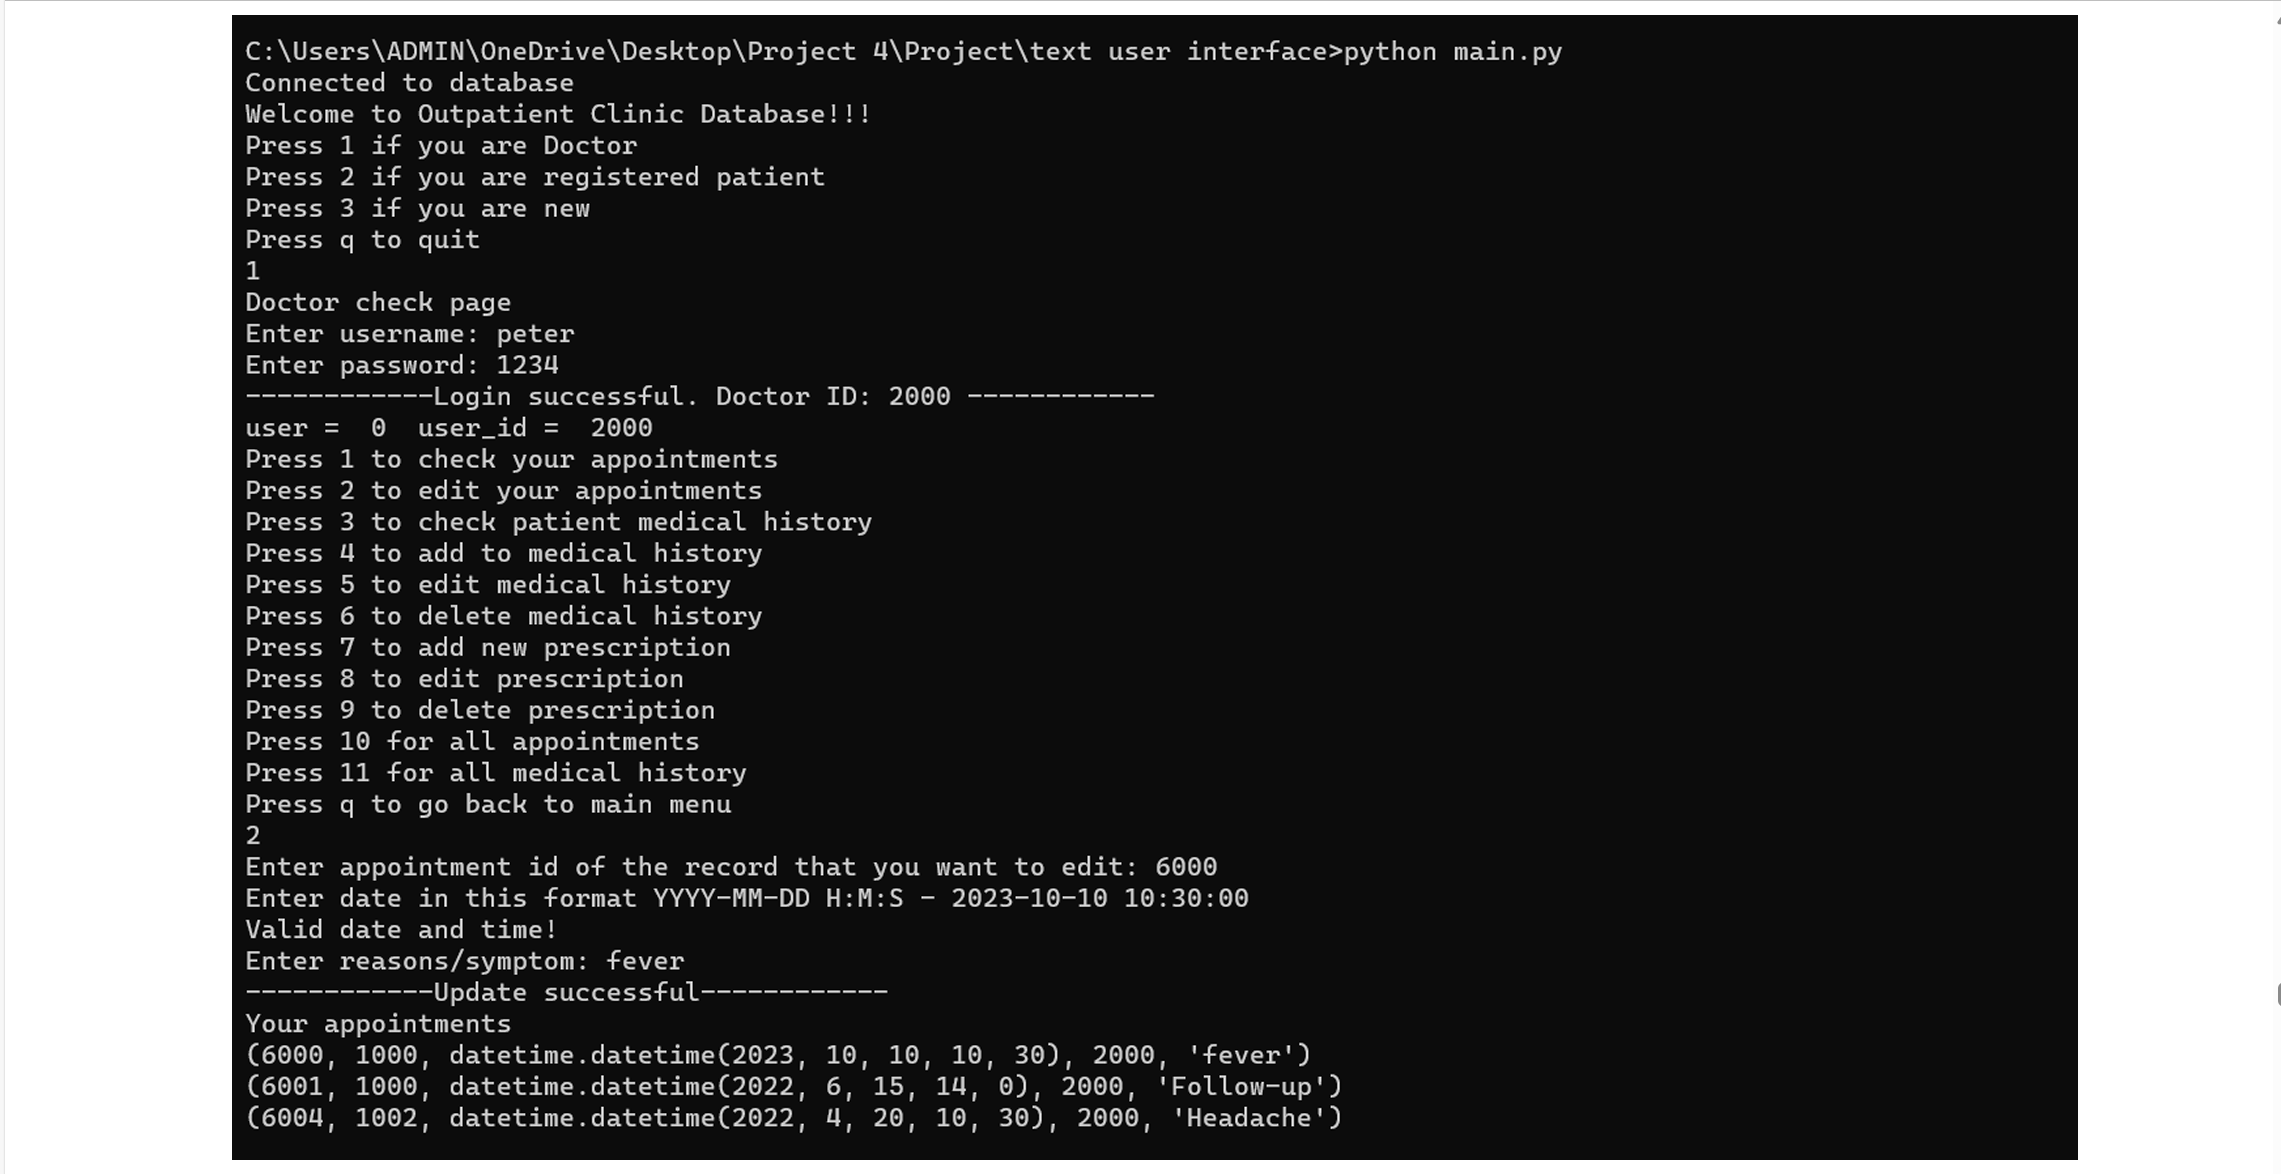 C:\Users\ADMIN\OneDrive\Desktop\Project 4\Project\text user interface>python main.py
Connected to database
Welcome to Outpatient Clinic Database!!!
Press 1 if you are Doctor
Press 2 if you are registered patient
Press 3 if you are new
Press q to quit
1
Doctor check page
Enter username: peter
Enter password: 1234
------------Login successful. Doctor ID: 2000 ------------
user =  0  user_id =  2000
Press 1 to check your appointments
Press 2 to edit your appointments
Press 3 to check patient medical history
Press 4 to add to medical history
Press 5 to edit medical history
Press 6 to delete medical history
Press 7 to add new prescription
Press 8 to edit prescription
Press 9 to delete prescription
Press 10 for all appointments
Press 11 for all medical history
Press q to go back to main menu
2
Enter appointment id of the record that you want to edit: 6000
Enter date in this format YYYY-MM-DD H:M:S - 2023-10-10 10:30:00
Valid date and time!
Enter reasons/symptom: fever
------------Update successful------------
Your appointments
(6000, 1000, datetime.datetime(2023, 10, 10, 10, 30), 2000, 'fever')
(6001, 1000, datetime.datetime(2022, 6, 15, 14, 0), 2000, 'Follow-up')
(6004, 1002, datetime.datetime(2022, 4, 20, 10, 30), 2000, 'Headache')